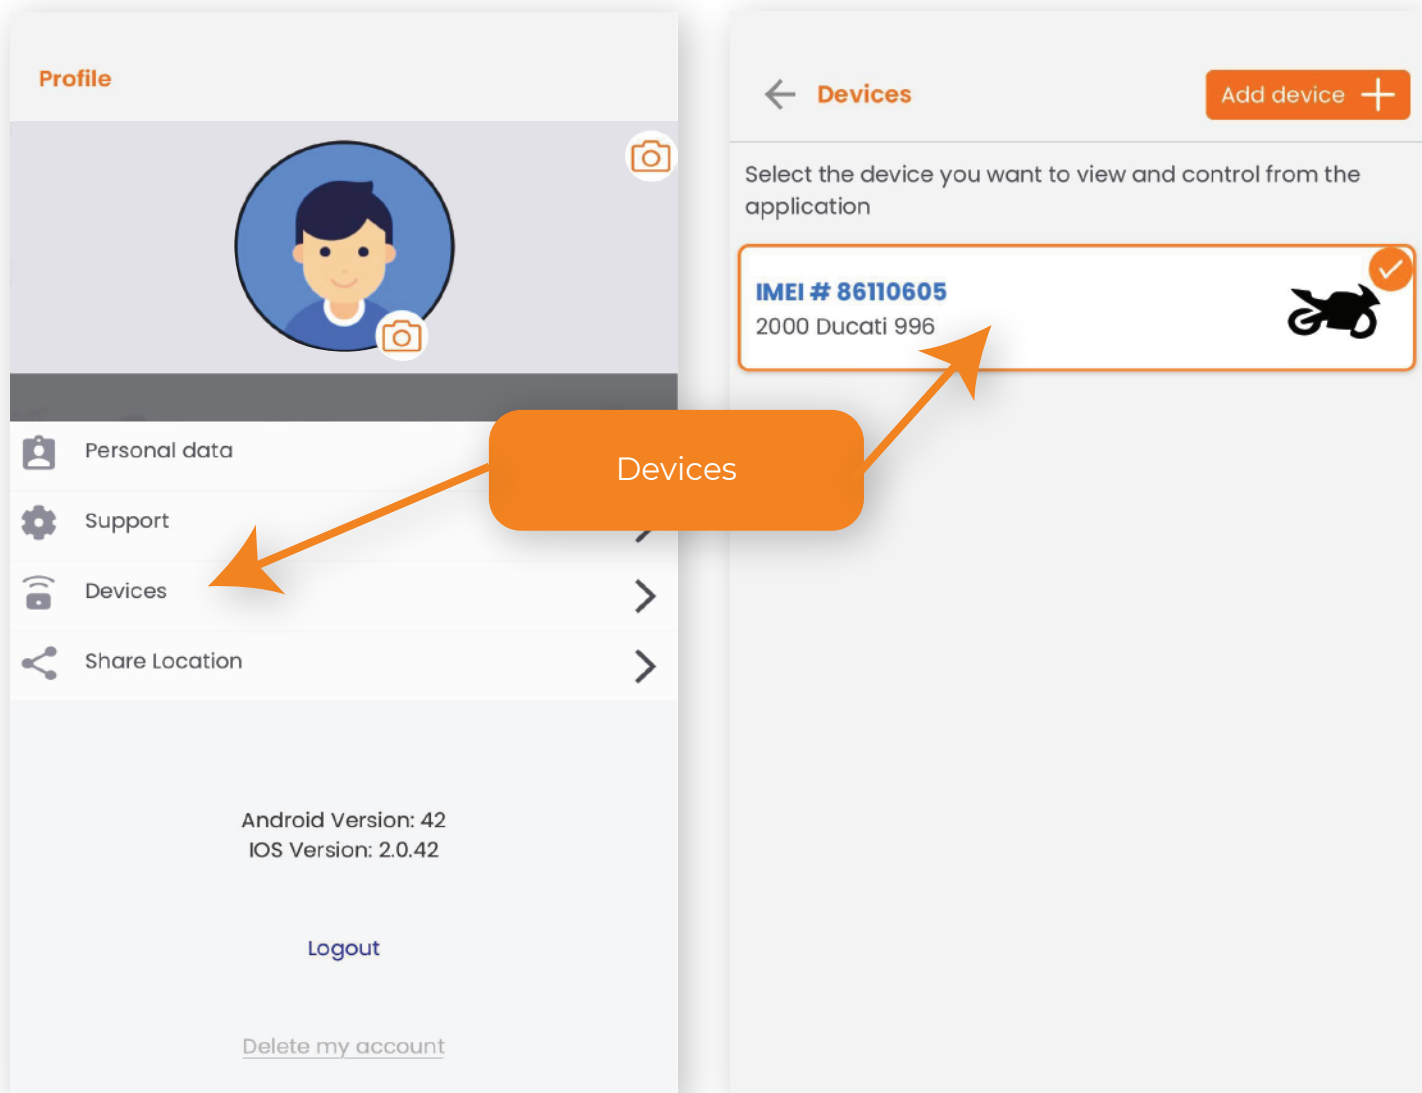 Profile
Personal data
Support
Devices
Share Location
Android Version: 42
IOS Version: 2.0.42
Logout
Delete my account
Devices
Devices
Add device
Select the device you want to view and control from the
application
IMEI # 86110605
2000 Ducati 996